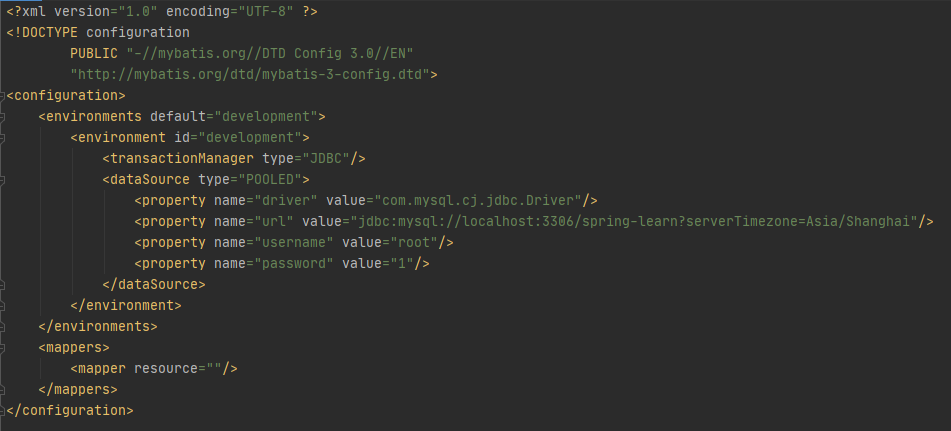 <?xml version="1.0" encoding="UTF-8" ?>
<!DOCTYPE configuration
        PUBLIC "-//mybatis.org//DTD Config 3.0//EN"
        "http://mybatis.org/dtd/mybatis-3-config.dtd">
<configuration>
    <environments default="development">
        <environment id="development">
            <transactionManager type="JDBC"/>
            <dataSource type="POOLED">
                <property name="driver" value="com.mysql.cj.jdbc.Driver"/>
                <property name="url" value="jdbc:mysql://localhost:3306/spring-learn?serverTimezone=Asia/Shanghai"/>
                <property name="username" value="root"/>
                <property name="password" value="1"/>
            </dataSource>
        </environment>
    </environments>
    <mappers>
        <mapper resource=""/>
    </mappers>
</configuration>